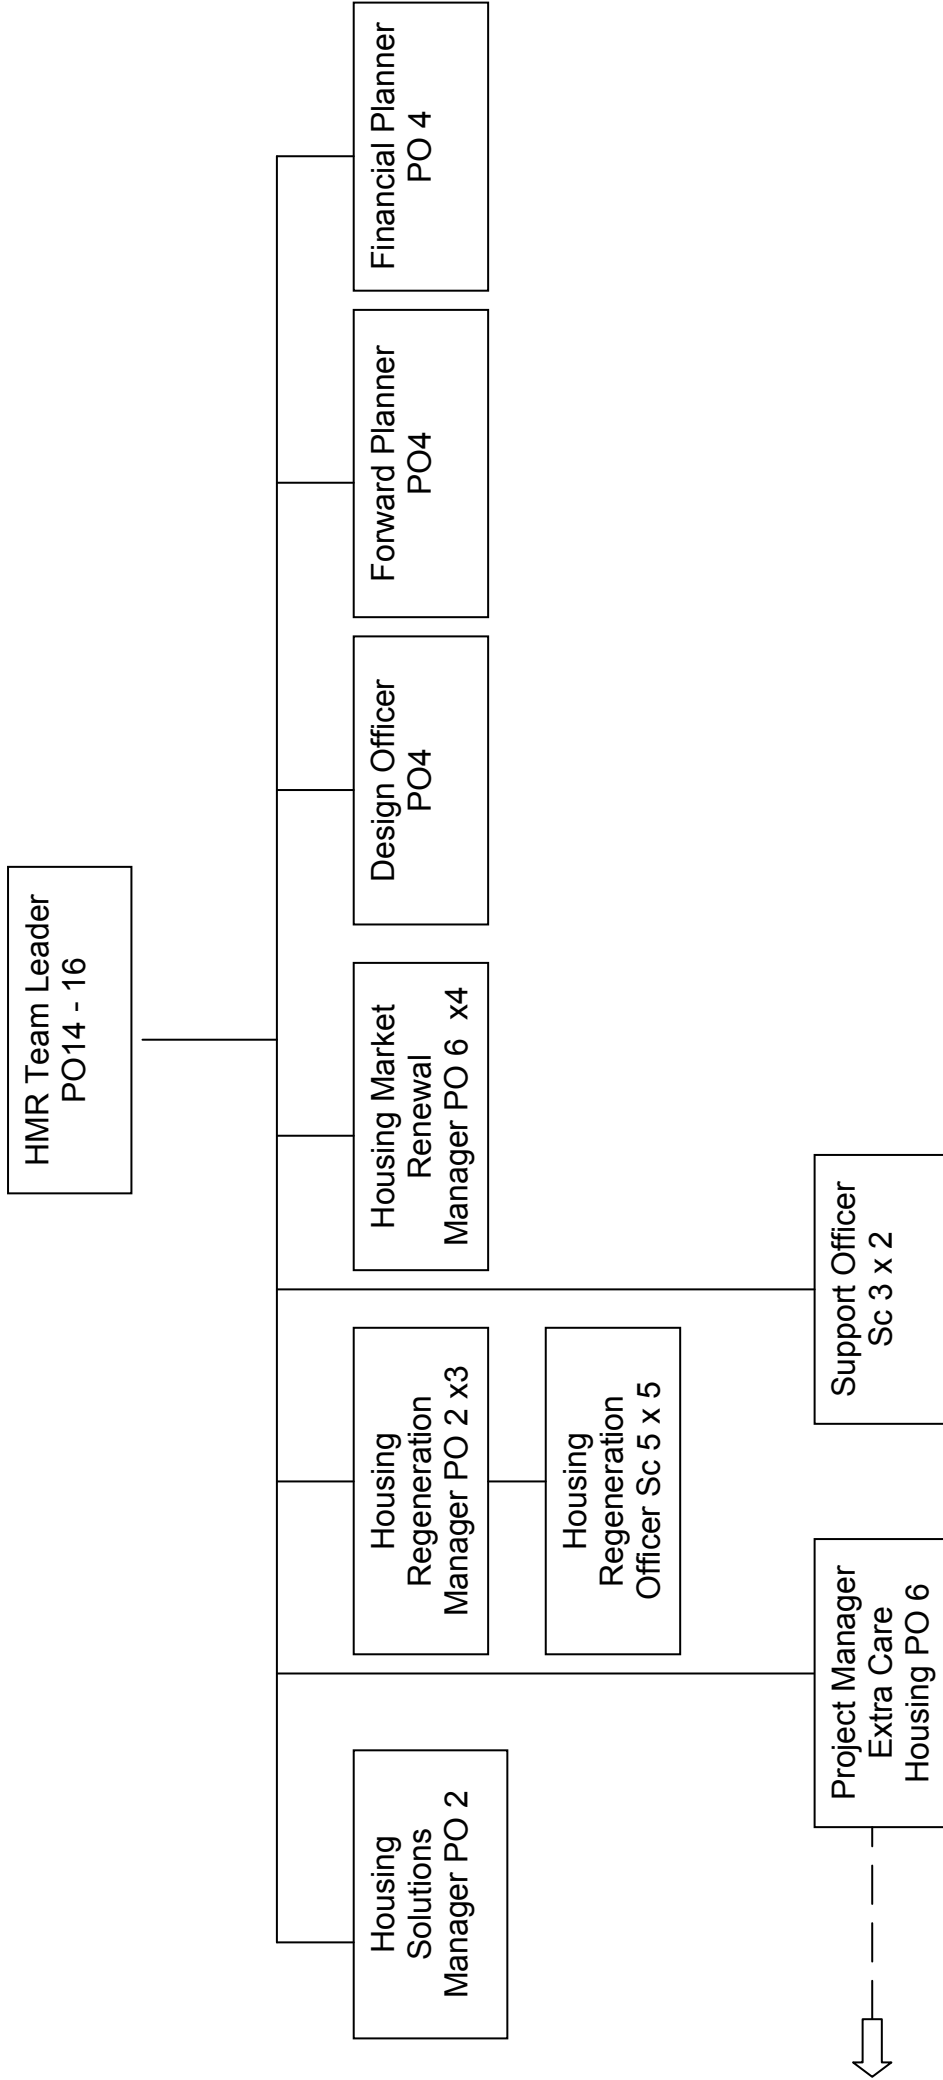 HMR Team Leader
PO14 - 16
Housing
Solutions
Manager PO 2
Housing
Regeneration
Manager PO 2 x3
Housing Market
Renewal
Manager PO 6 x4
Design Officer
PO4
Forward Planner
PO4
Financial Planner
PO 4
Housing
Regeneration
Officer Sc 5 x 5
Project Manager
Extra Care
Housing PO 6
Support Officer
Sc 3 x 2